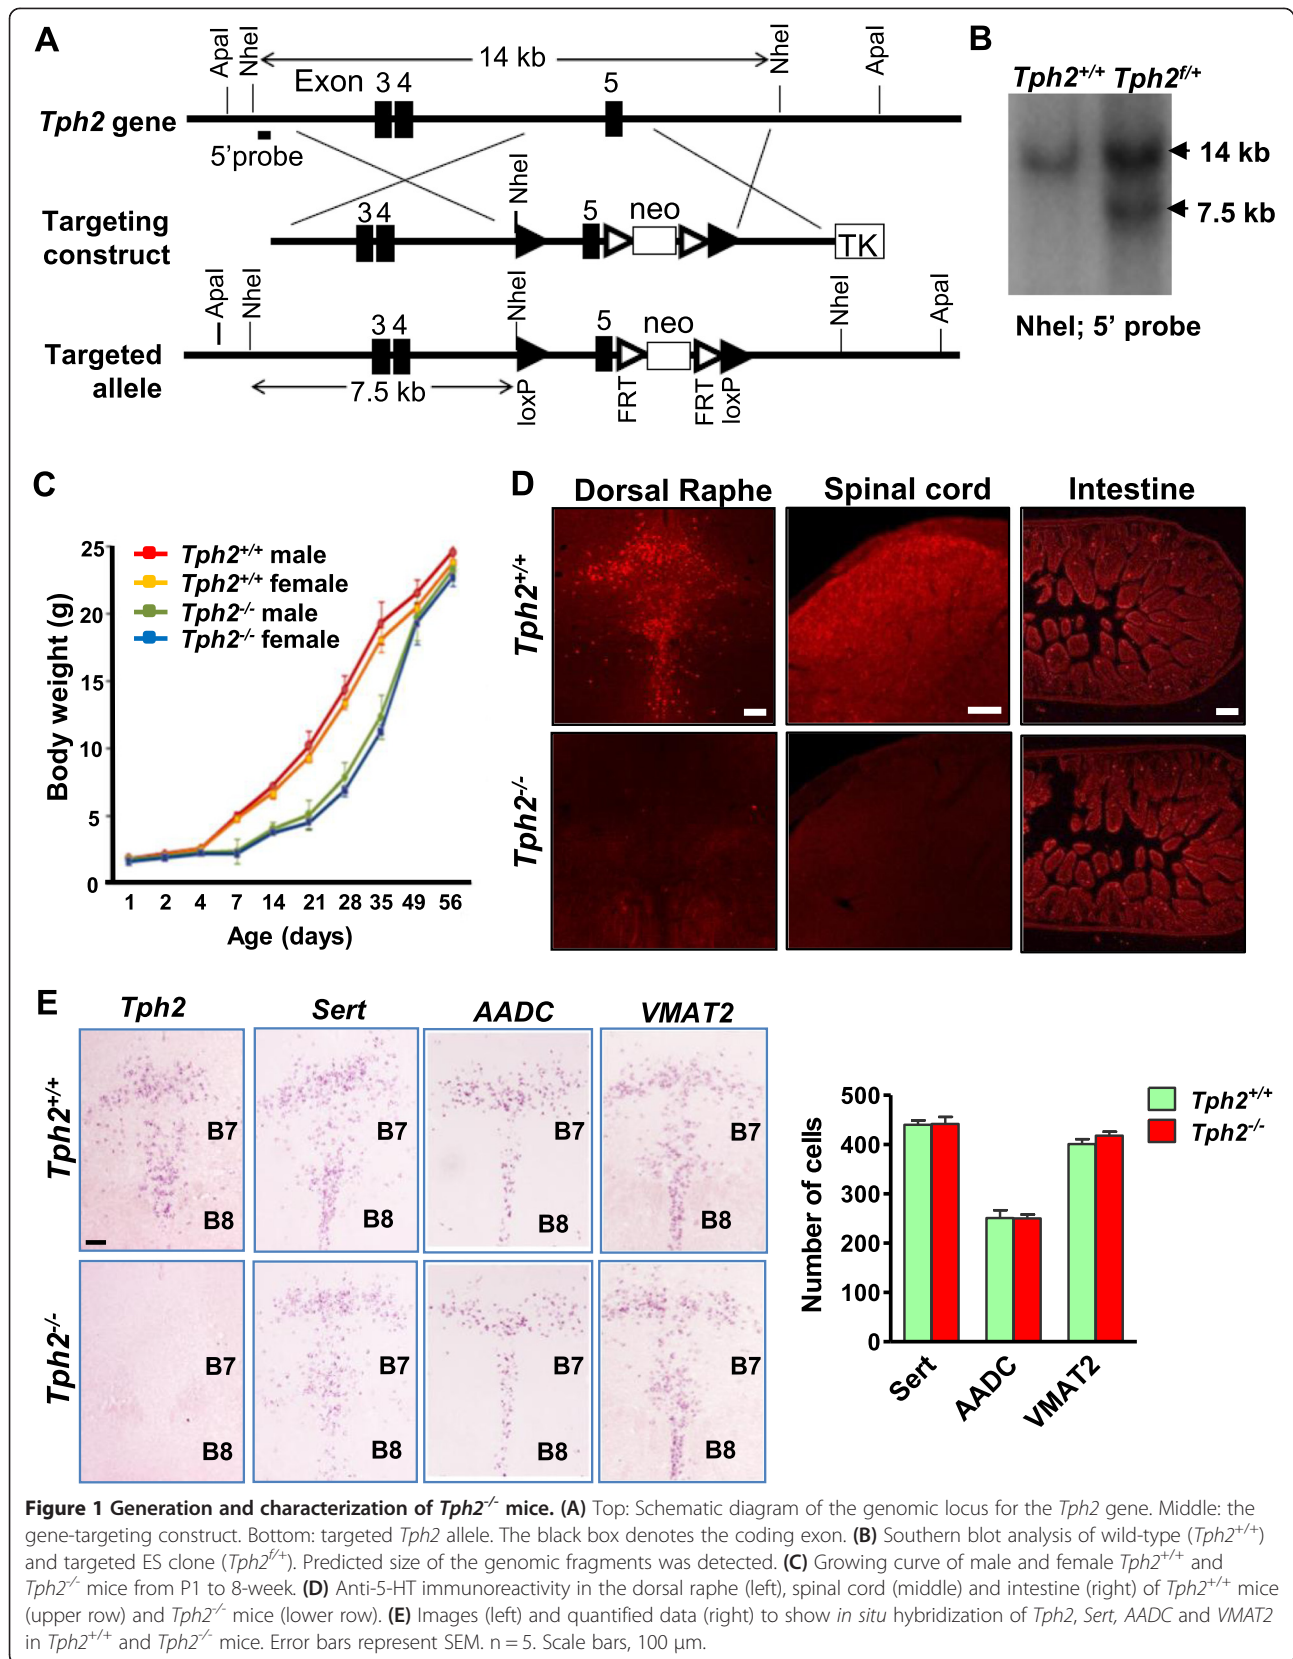 A
ApaI
NheI
14 kb
NheI
ApaI
Exon 3 4
5
Tph2 gene
5'probe
NheI
Targeting
construct
3 4
5
neo
TK
ApaI
NheI
NheI
NheI
ApaI
Targeted
allele
3 4
5
neo
7.5 kb
loxP
FRT
FRT
loxP
B
Tph2+/+ Tph2f/+
14 kb
7.5 kb
NheI; 5' probe
C
Body weight (g)
25
20
15
10
5
0
Tph2+/+ male
Tph2+/+ female
Tph2-/- male
Tph2-/- female
1 2 4 7 14 21 28 35 49 56
Age (days)
D
Dorsal Raphe Spinal cord Intestine
Tph2+/+
Tph2-/-
E
Tph2 Sert AADC VMAT2
Tph2+/+
B7 B7 B7 B7
B8 B8 B8 B8
Tph2-/-
B7 B7 B7 B7
B8 B8 B8 B8
Number of cells
500
400
300
200
100
0
Tph2+/+
Tph2-/-
Sert AADC VMAT2
Figure 1 Generation and characterization of Tph2-/- mice. (A) Top: Schematic diagram of the genomic locus for the Tph2 gene. Middle: the
gene-targeting construct. Bottom: targeted Tph2 allele. The black box denotes the coding exon. (B) Southern blot analysis of wild-type (Tph2+/+)
and targeted ES clone (Tph2f/+). Predicted size of the genomic fragments was detected. (C) Growing curve of male and female Tph2+/+ and
Tph2-/- mice from P1 to 8-week. (D) Anti-5-HT immunoreactivity in the dorsal raphe (left), spinal cord (middle) and intestine (right) of Tph2+/+ mice
(upper row) and Tph2-/- mice (lower row). (E) Images (left) and quantified data (right) to show in situ hybridization of Tph2, Sert, AADC and VMAT2
in Tph2+/+ and Tph2-/- mice. Error bars represent SEM. n = 5. Scale bars, 100 μm.